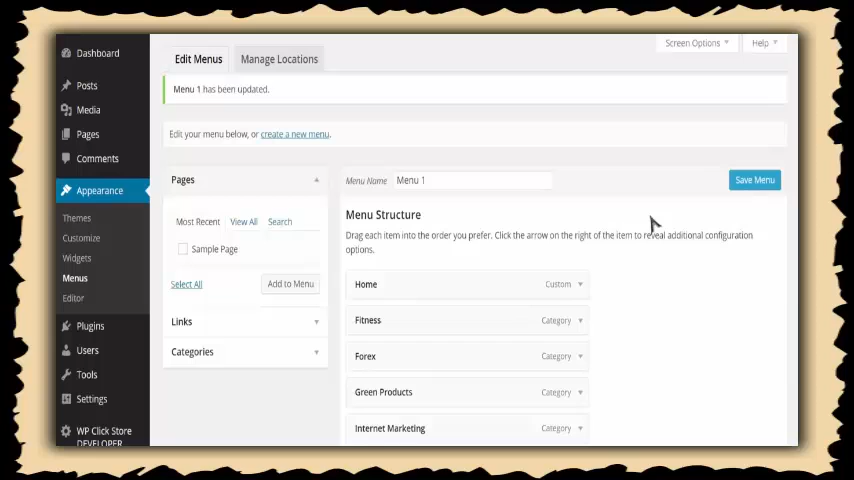 Screen Options Help
Dashboard
Edit Menus Manage Locations
Posts
Menu 1 has been updated.
Media
Pages
Edit your menu below, or create a new menu.
Comments
Appearance
Pages
Menu Name Menu 1 Save Menu
Themes
Customize
Widgets
Menus
Editor
Most Recent View All Search
Sample Page
Select All Add to Menu
Links
Categories
Menu Structure
Drag each item into the order you prefer. Click the arrow on the right of the item to reveal additional configuration
options.
Home Custom
Fitness Category
Forex Category
Green Products Category
Internet Marketing Category
Plugins
Users
Tools
Settings
WP Click Store
DEVELOPER